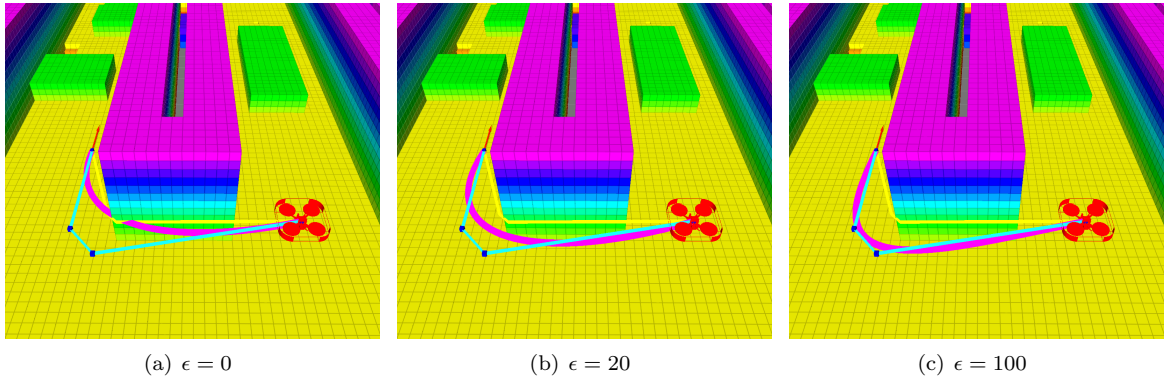 (a) ϵ = 0
(b) ϵ = 20
(c) ϵ = 100